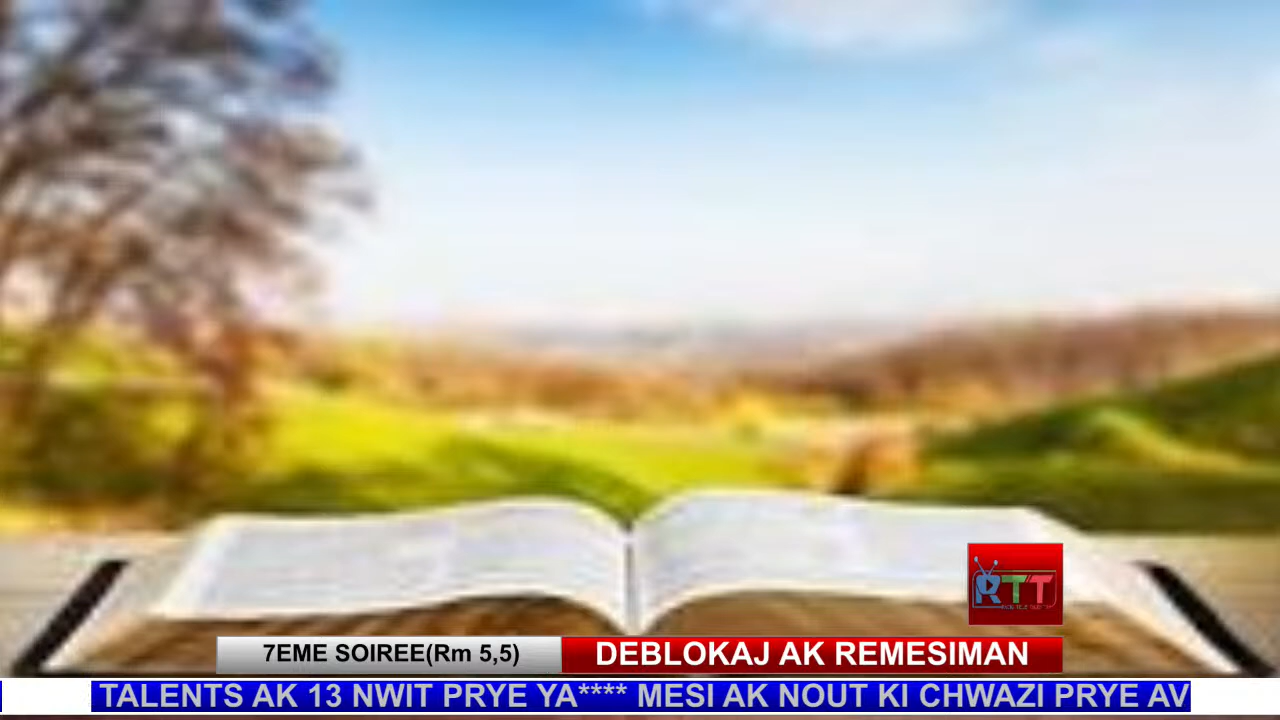 RTT
7EME SOIREE(Rm 5,5)
DEBLOKAJ AK REMESIMAN
TALENTS AK 13 NWIT PRYE YA**** MESI AK NOUT KI CHWAZI PRYE AV